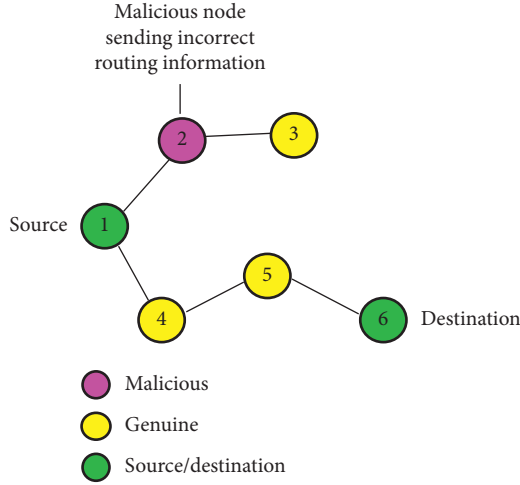 Malicious node
sending incorrect
routing information
2
3
Source
1
5
4
6
Destination
Malicious
Genuine
Source/destination